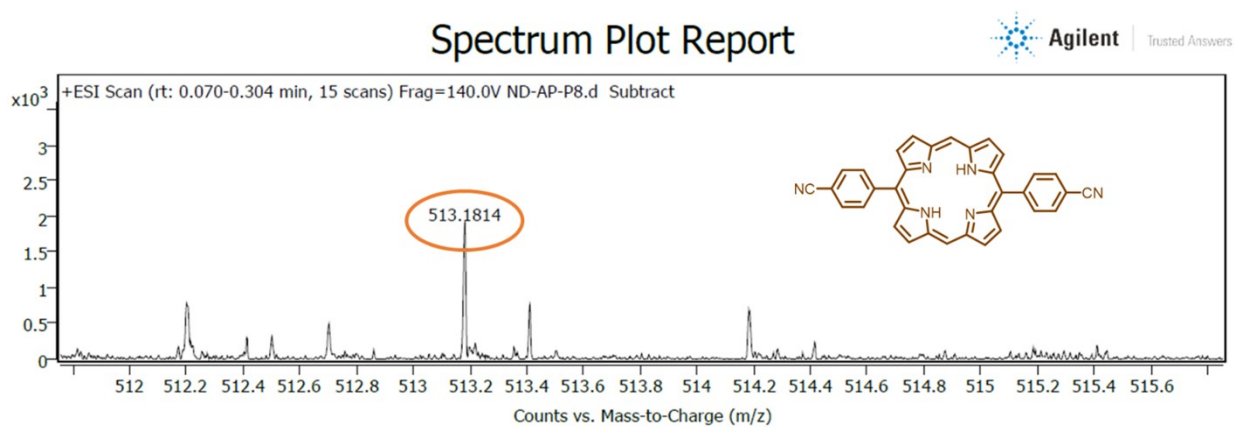 Spectrum Plot Report
Agilent Trusted Answers
x10³ +ESI Scan (rt: 0.070-0.304 min, 15 scans) Frag=140.0V ND-AP-P8.d Subtract
3
2.5
2
1.5
1
0.5
0
513.1814
NC
N
HN
NH
N
CN
512 512.2 512.4 512.6 512.8 513 513.2 513.4 513.6 513.8 514 514.2 514.4 514.6 514.8 515 515.2 515.4 515.6
Counts vs. Mass-to-Charge (m/z)